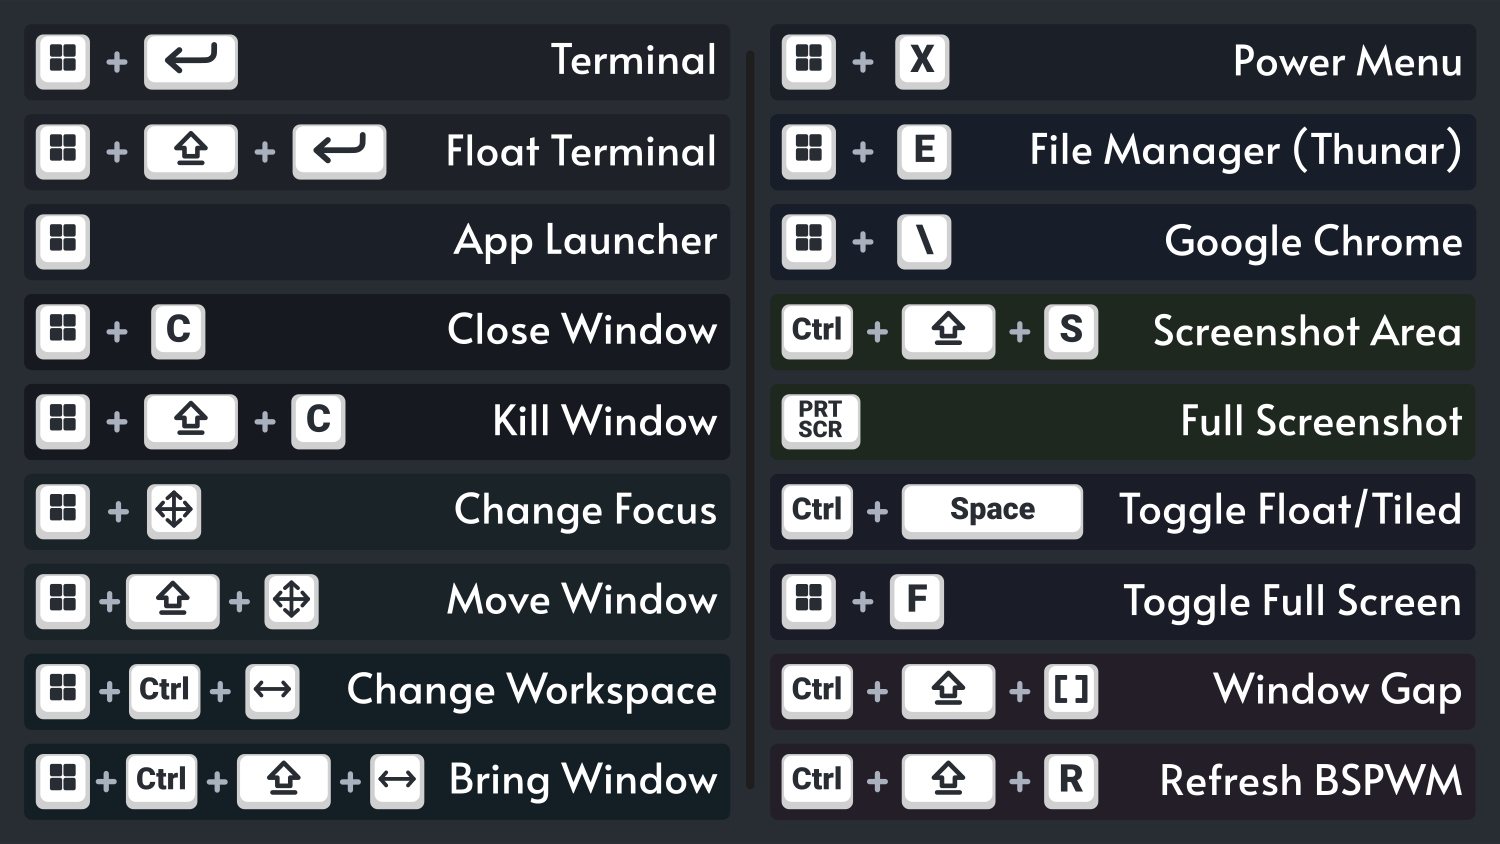 + Terminal
+ + Float Terminal
App Launcher
+ C Close Window
+ + C Kill Window
+ Change Focus
+ + Move Window
+ Ctrl + Change Workspace
+ Ctrl + + Bring Window
+ X Power Menu
+ E File Manager (Thunar)
+ \ Google Chrome
Ctrl + + S Screenshot Area
PRT
SCR Full Screenshot
Ctrl + Space Toggle Float/Tiled
+ F Toggle Full Screen
Ctrl + + [ ] Window Gap
Ctrl + + R Refresh BSPWM